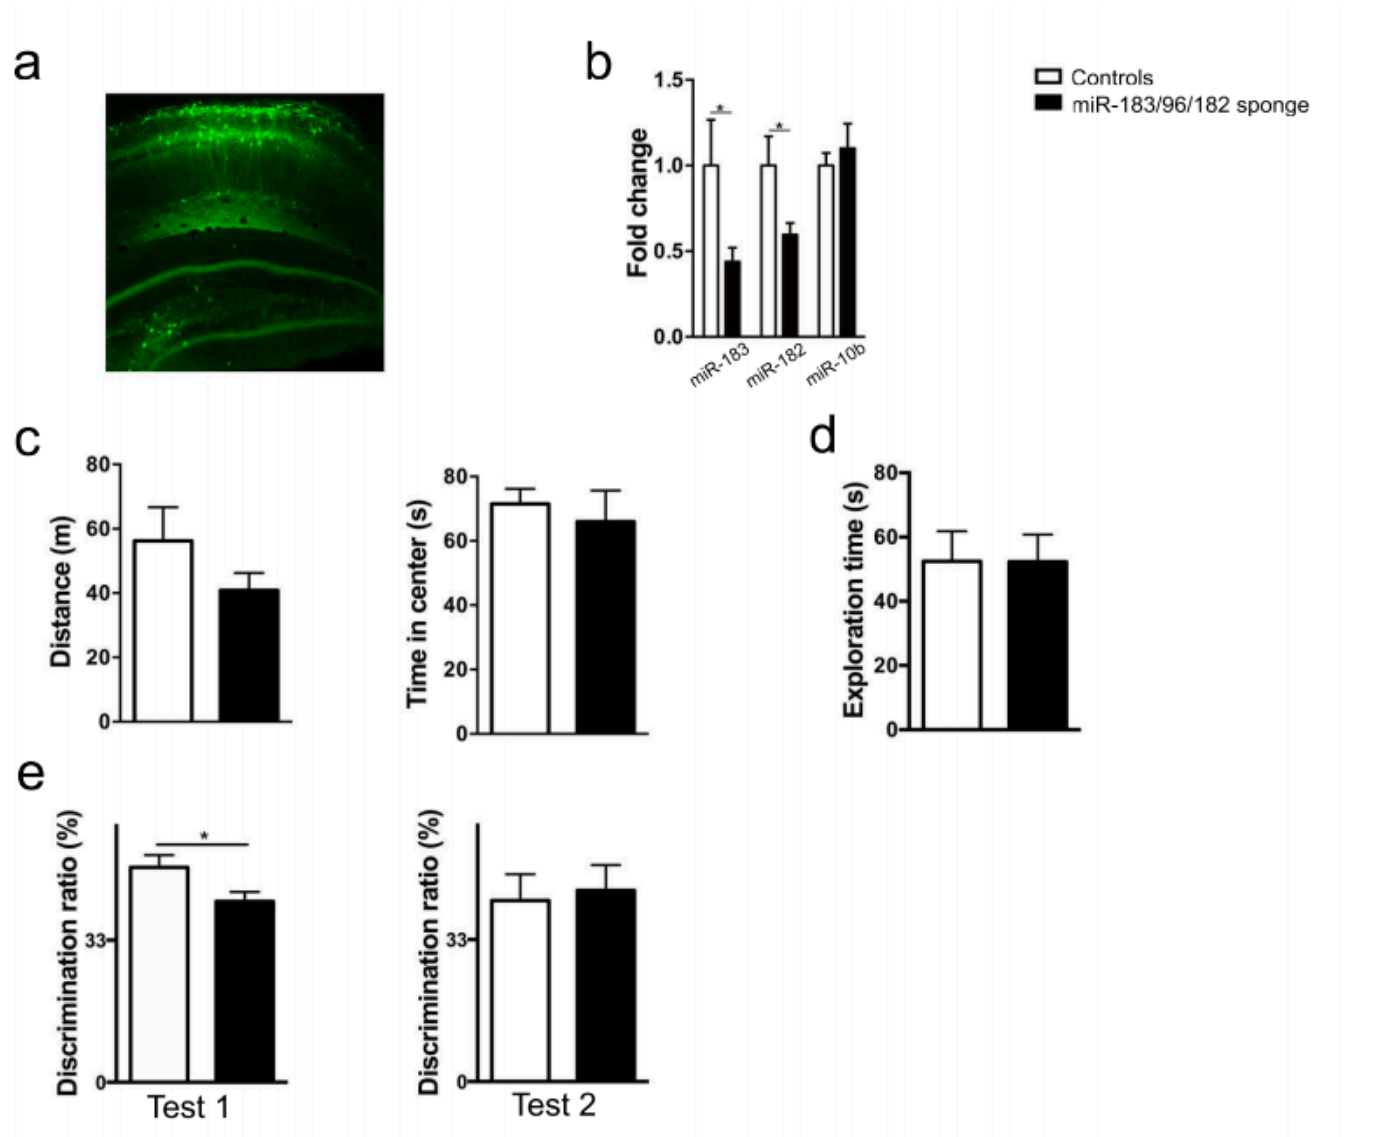 a
b
Controls
miR-183/96/182 sponge
Fold change
1.5
*
*
1.0
0.5
0.0
miR-183
miR-182
miR-10b
c
Distance (m)
80
60
40
20
0
Time in center (s)
80
60
40
20
0
d
Exploration time (s)
80
60
40
20
0
e
Discrimination ratio (%)
*
33
0
Test 1
Discrimination ratio (%)
33
0
Test 2